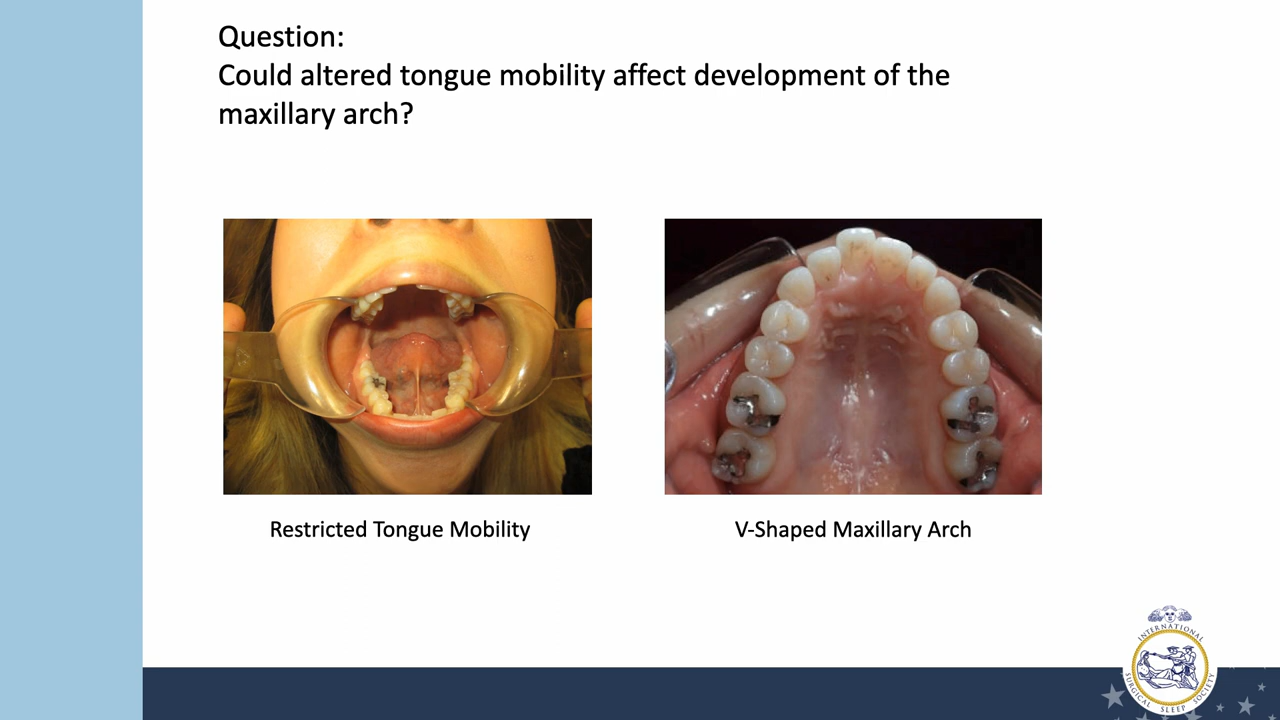 Question:
Could altered tongue mobility affect development of the
maxillary arch?
Restricted Tongue Mobility
V-Shaped Maxillary Arch
INTERNATIONAL
SURGICAL SLEEP SOCIETY